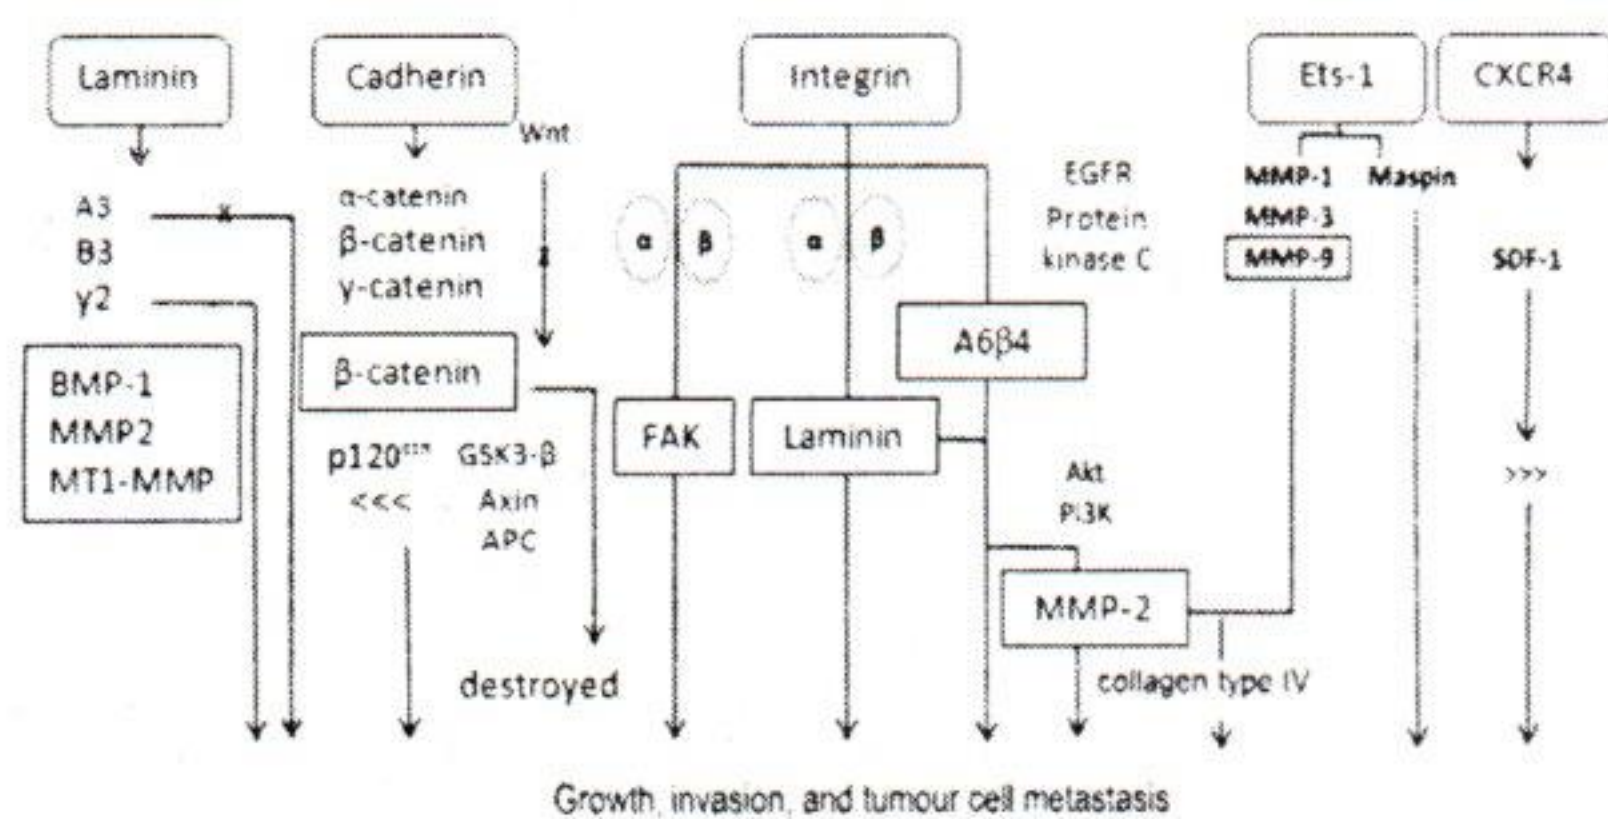 Laminin
Cadherin
Integrin
Ets-1
CXCR4
Wnt
A3
B3
γ2
x
BMP-1
MMP2
MT1-MMP
α-catenin
β-catenin
γ-catenin
β-catenin
p120
<<<
GSK3-β
Axin
APC
destroyed
α β
α β
FAK
Laminin
A6β4
EGFR
Protein
kinase C
Akt
PI3K
MMP-2
MMP-1
MMP-3
MMP-9
Maspin
collagen type IV
SDF-1
>>>
Growth, invasion, and tumour cell metastasis